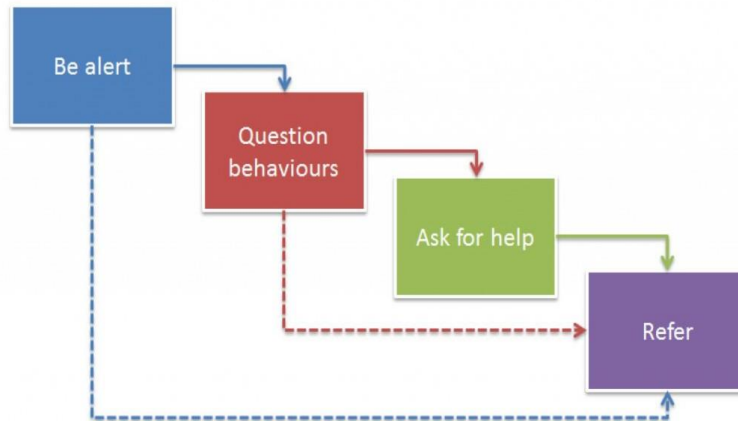 Be alert
Question
behaviours
Ask for help
Refer